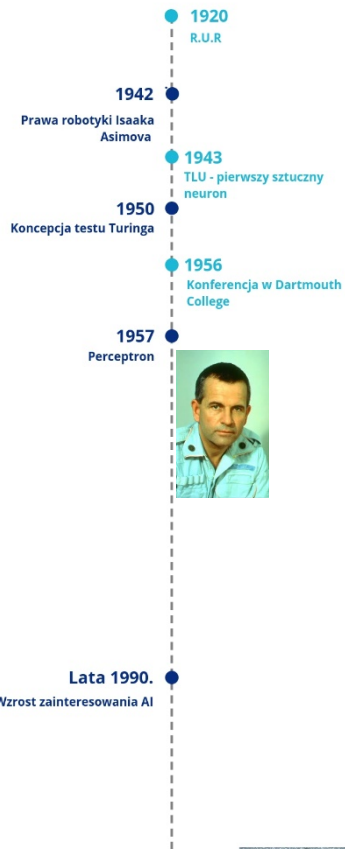 1920
R.U.R
1942
Prawa robotyki Isaaka
Asimova
1943
TLU - pierwszy sztuczny
neuron
1950
Koncepcja testu Turinga
1956
Konferencja w Dartmouth
College
1957
Perceptron
Lata 1990.
Wzrost zainteresowania AI